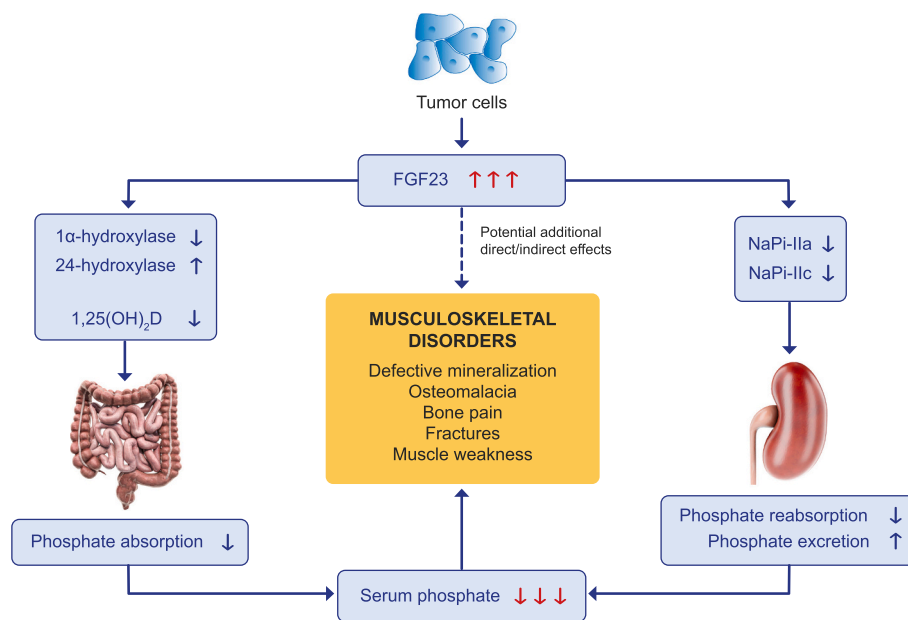 Tumor cells
FGF23 ↑ ↑ ↑
1α-hydroxylase ↓
24-hydroxylase ↑
1,25(OH)₂D ↓
Potential additional
direct/indirect effects
NaPi-IIa ↓
NaPi-IIc ↓
MUSCULOSKELETAL
DISORDERS
Defective mineralization
Osteomalacia
Bone pain
Fractures
Muscle weakness
Phosphate absorption ↓
Phosphate reabsorption ↓
Phosphate excretion ↑
Serum phosphate ↓ ↓ ↓